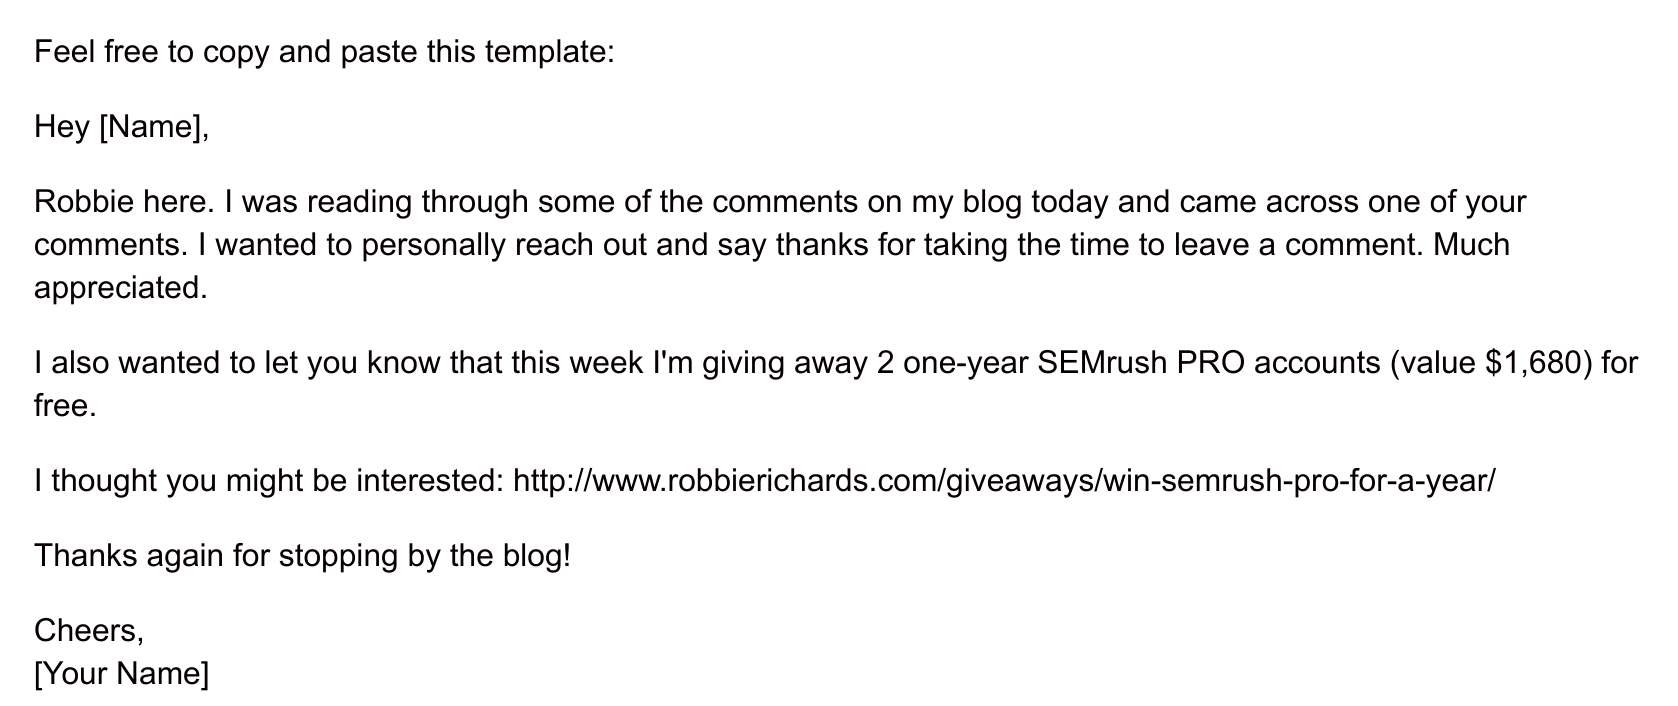 Feel free to copy and paste this template:
Hey [Name],
Robbie here. I was reading through some of the comments on my blog today and came across one of your
comments. I wanted to personally reach out and say thanks for taking the time to leave a comment. Much
appreciated.
I also wanted to let you know that this week I'm giving away 2 one-year SEMrush PRO accounts (value $1,680) for
free.
I thought you might be interested: http://www.robbierichards.com/giveaways/win-semrush-pro-for-a-year/
Thanks again for stopping by the blog!
Cheers,
[Your Name]